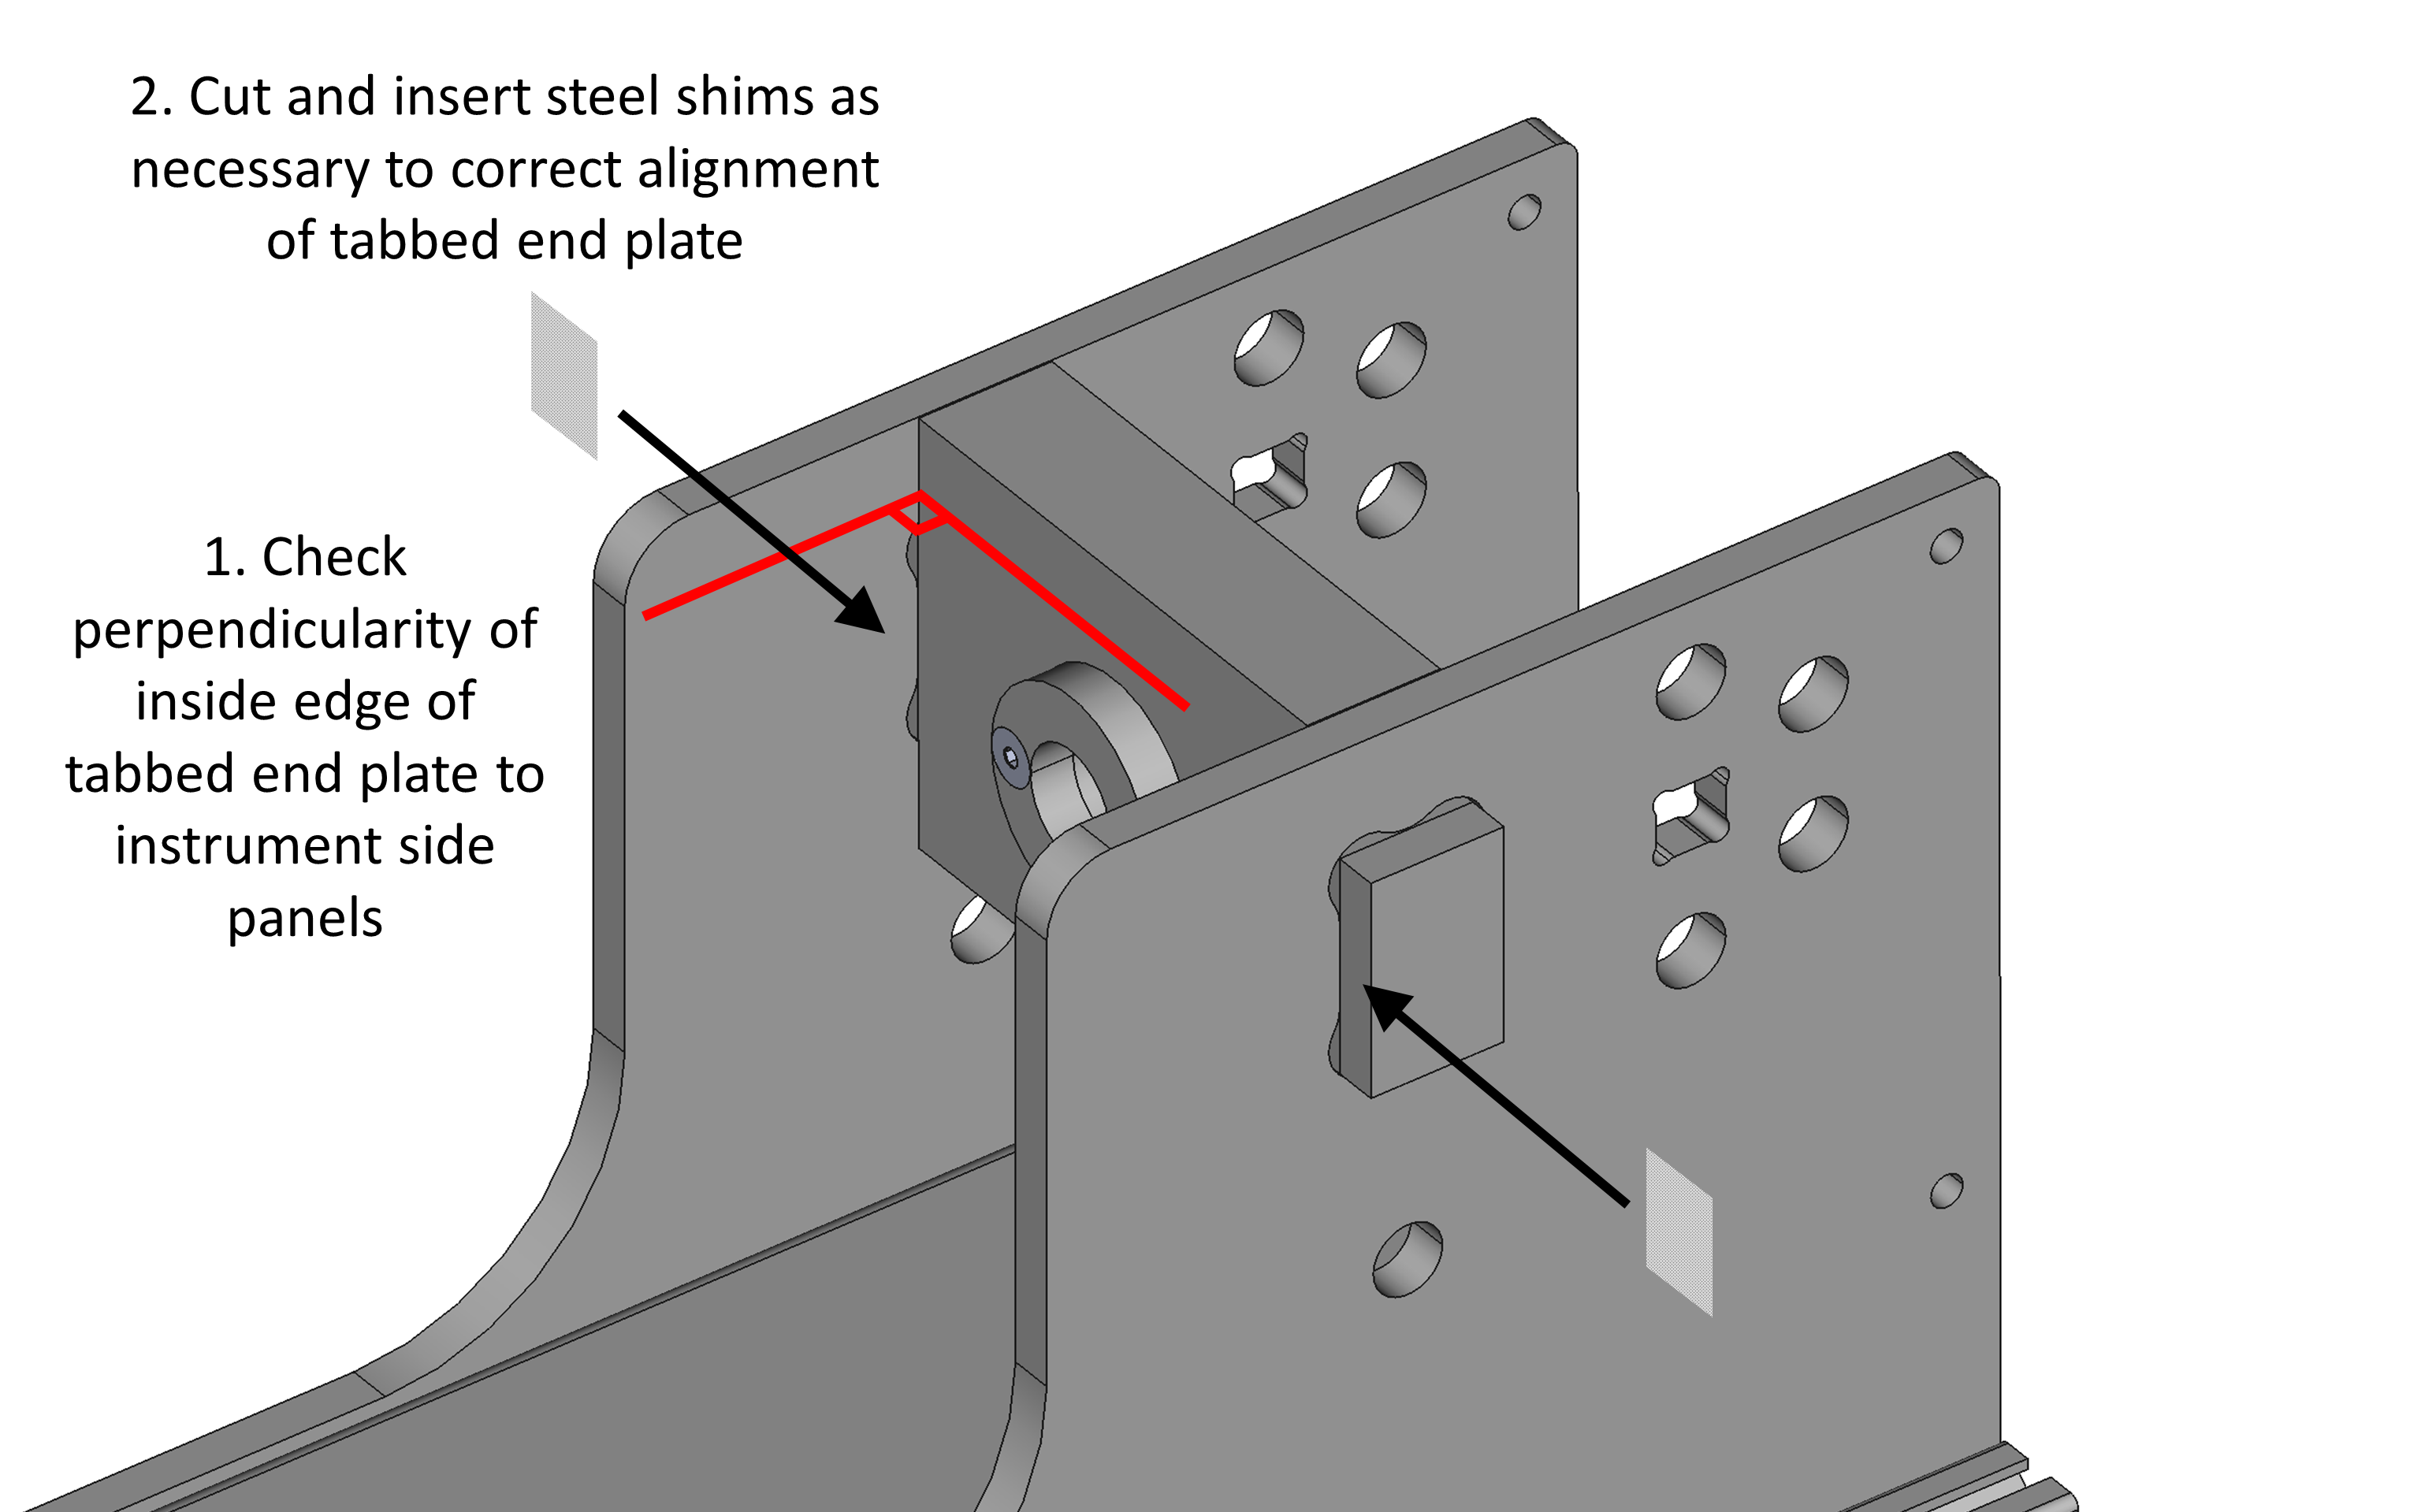 2. Cut and insert steel shims as
necessary to correct alignment
of tabbed end plate
1. Check
perpendicularity of
inside edge of
tabbed end plate to
instrument side
panels